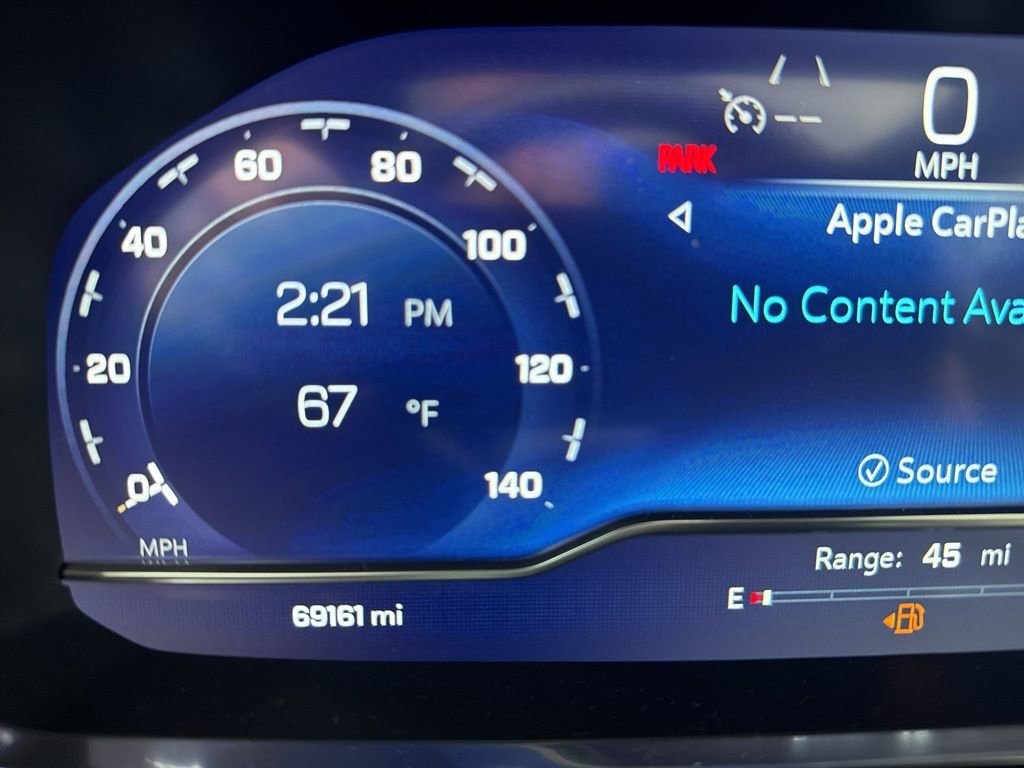 0
MPH
PARK
60
80
40
100
Apple CarPla
2:21 PM
No Content Ava
20
120
67 °F
0
140
Source
MPH
Range: 45 mi
E
69161 mi